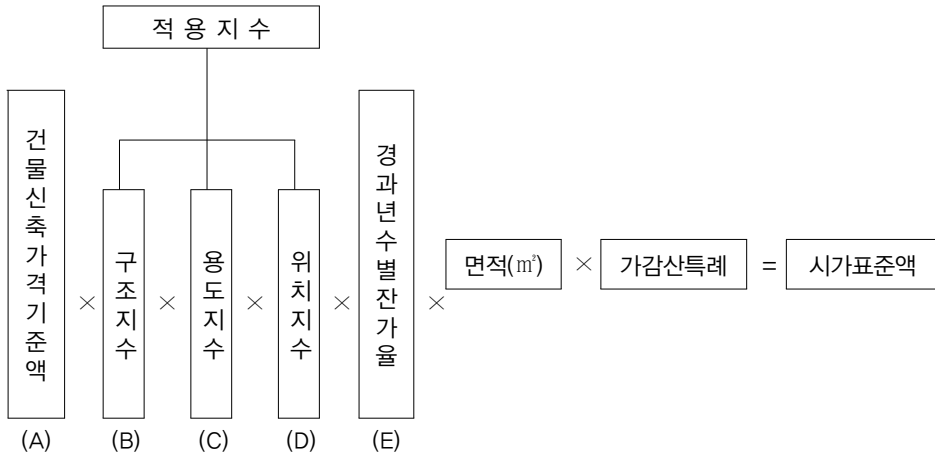 적 용 지 수
건물신축가격기준액 × 구조지수 × 용도지수 × 위치지수 × 경과년수별잔가율 × 면적(㎡) × 가감산특례 = 시가표준액
(A) (B) (C) (D) (E)